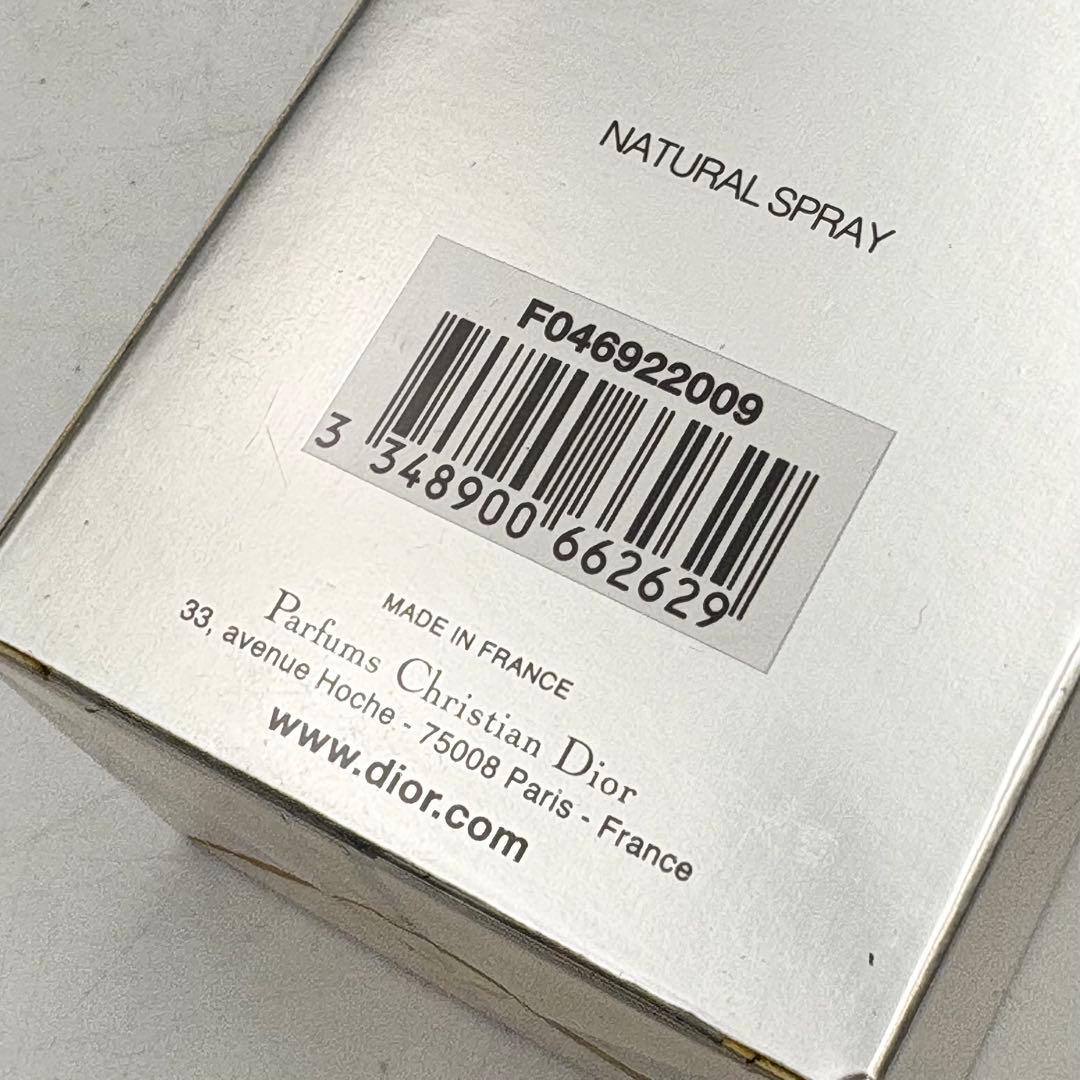 NATURAL SPRAY
F046922009
3 348900 662629
MADE IN FRANCE
Parfums Christian Dior
33, avenue Hoche - 75008 Paris - France
www.dior.com